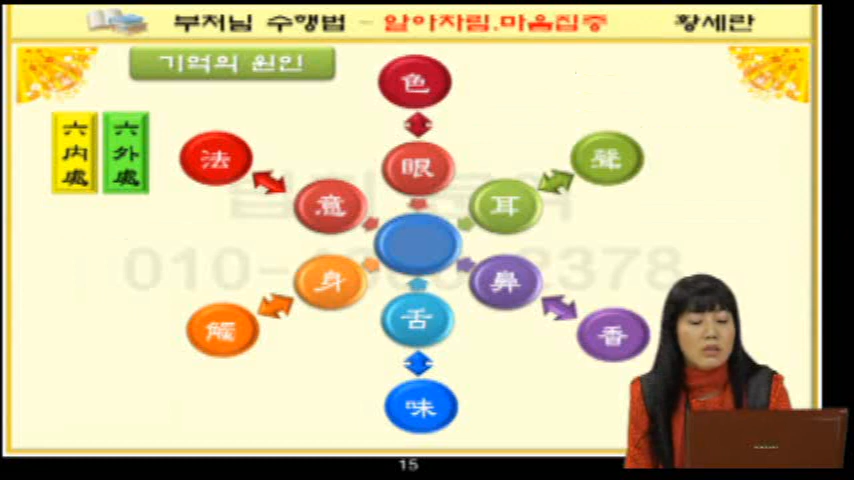 부처님 수행법 - 알아차림.마음집중 황세란
기억의 원인
六內處
六外處
色
眼
法
意
聲
耳
身
鼻
觸
舌
香
味
15